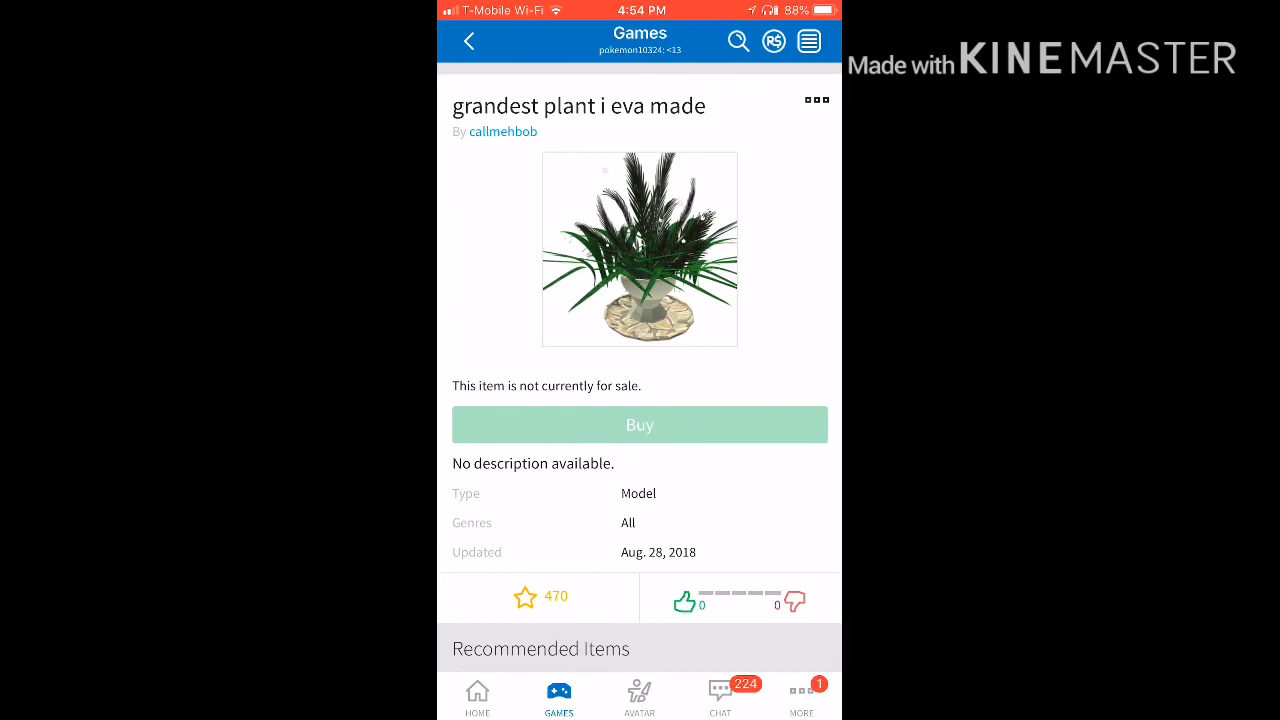 T-Mobile Wi-Fi 4:54 PM 88%
Games
pokemon10324: <13
R$
Made with KINEMASTER
grandest plant i eva made
By callmehbob
This item is not currently for sale.
Buy
No description available.
Type Model
Genres All
Updated Aug. 28, 2018
470 0 0
Recommended Items
224 1
HOME GAMES AVATAR CHAT MORE